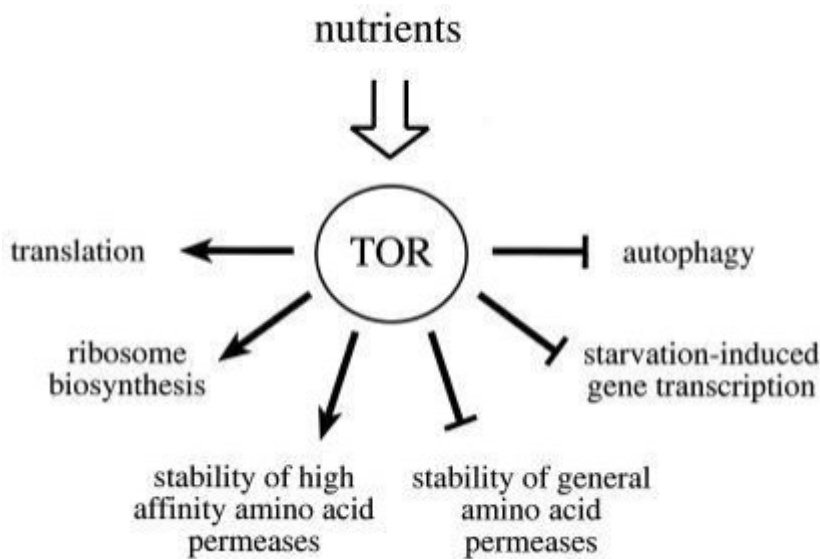 nutrients
TOR
translation
autophagy
ribosome
biosynthesis
starvation-induced
gene transcription
stability of high
affinity amino acid
permeases
stability of general
amino acid
permeases